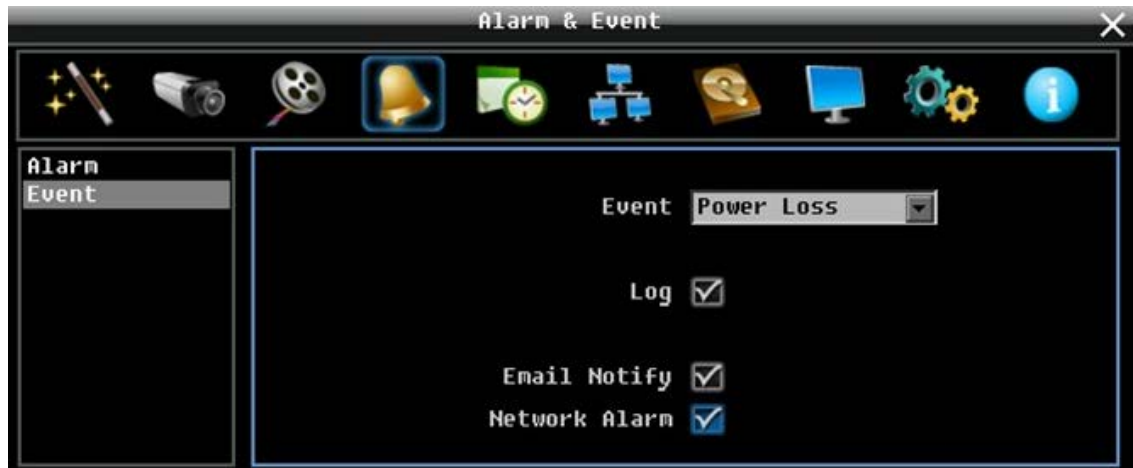 Alarm & Event
Alarm
Event
Event Power Loss
Log
Email Notify
Network Alarm